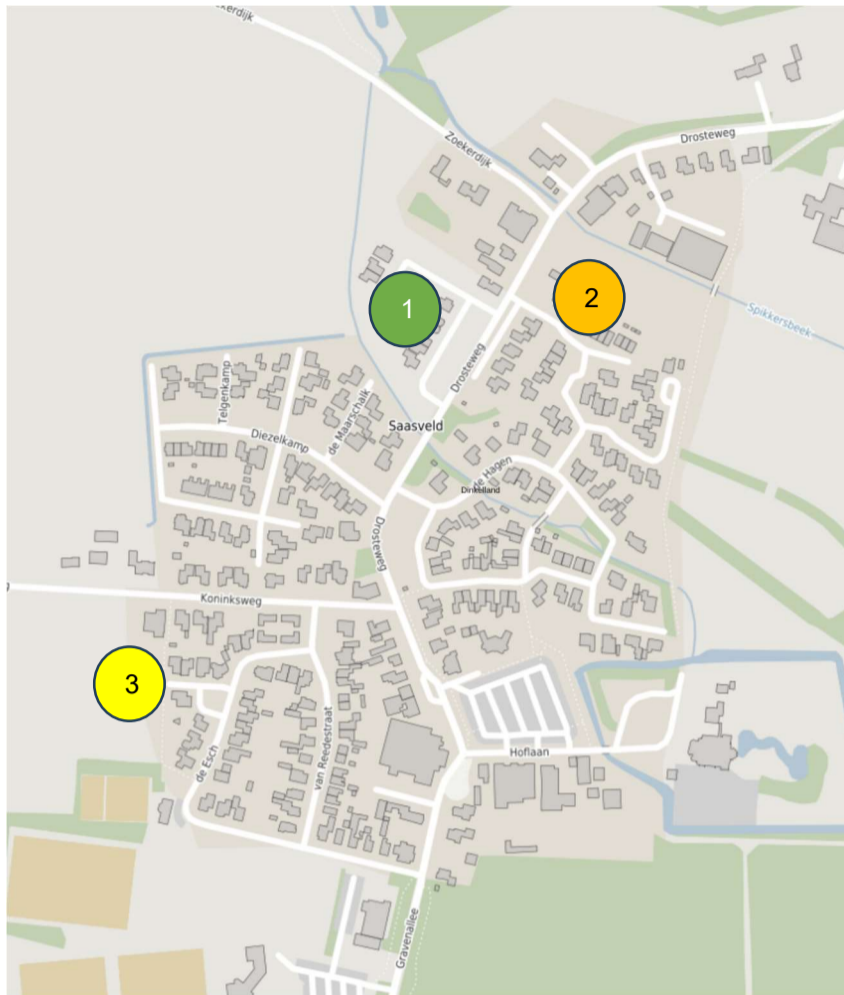 Zoekerdijk
Drosteweg
Spikkersbeek
1
2
Drosteweg
Telgenkamp
de Maarschalk
Saasveld
Diezelkamp
de Hagen
Dinkelland
Drosteweg
Koninksweg
3
de Esch
van Reedestraat
Hoflaan
Gravenallee